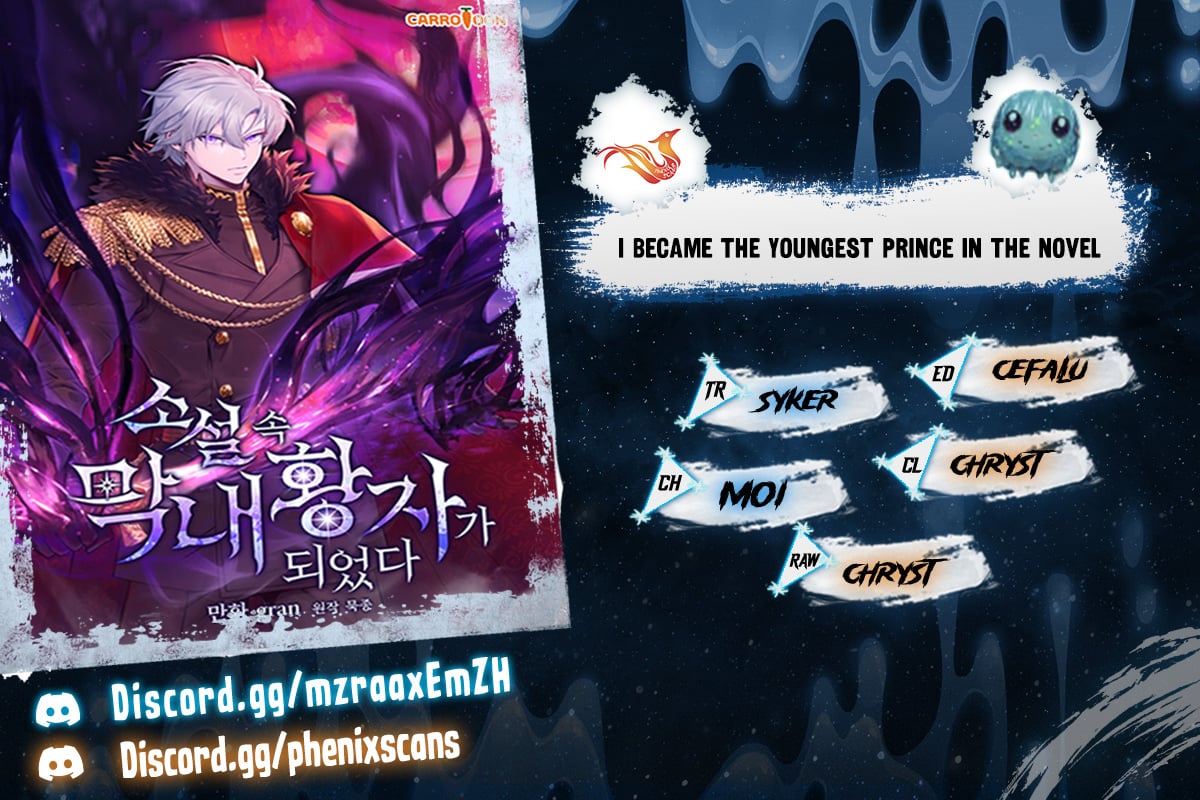 CARROTOON
소설 속
막내황자가
되었다
만화 gran 원작 묵종
I BECAME THE YOUNGEST PRINCE IN THE NOVEL
TR SYKER
ED CEFALU
CH MOI
CL CHRYST
RAW CHRYST
Discord.gg/mzraaxEmZH
Discord.gg/phenixscans